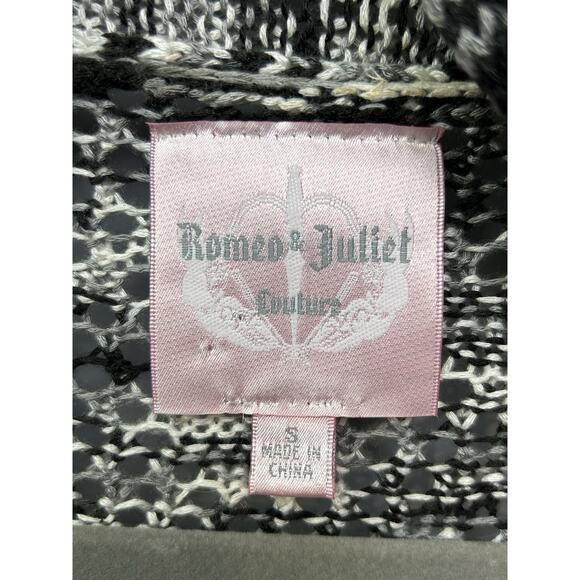 Romeo & Juliet
Couture
S
MADE IN
CHINA